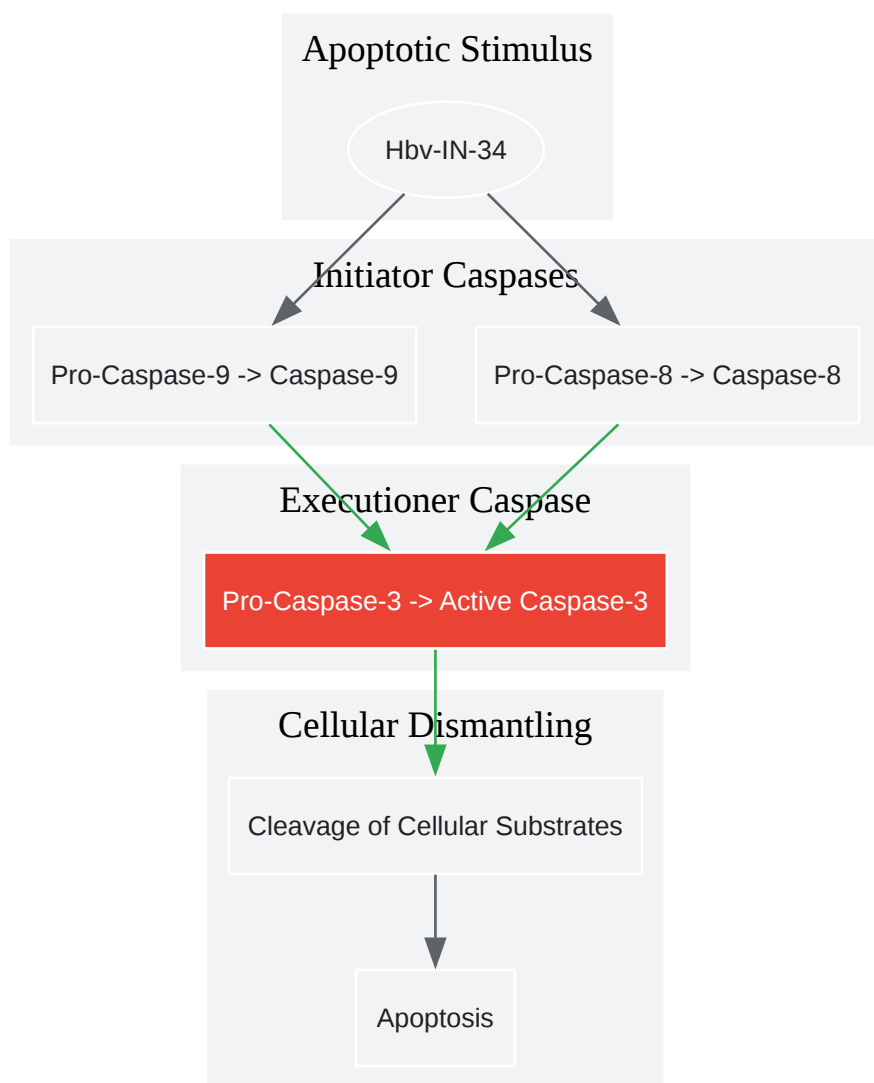 Apoptotic Stimulus
Hbv-IN-34
Initiator Caspases
Pro-Caspase-9 -> Caspase-9
Pro-Caspase-8 -> Caspase-8
Executioner Caspase
Pro-Caspase-3 -> Active Caspase-3
Cellular Dismantling
Cleavage of Cellular Substrates
Apoptosis